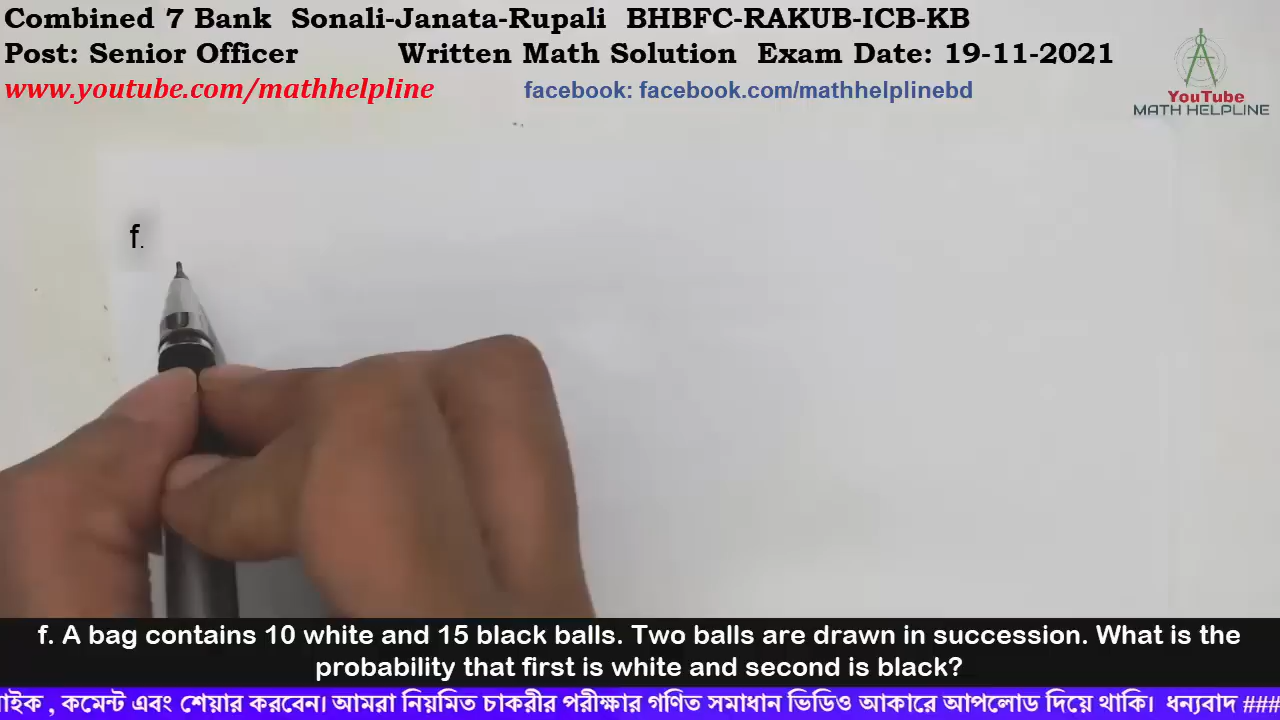 Combined 7 Bank Sonali-Janata-Rupali BHBFC-RAKUB-ICB-KB
Post: Senior Officer Written Math Solution Exam Date: 19-11-2021
www.youtube.com/mathhelpline facebook: facebook.com/mathhelplinebd
YouTube
MATH HELPLINE
f.
f. A bag contains 10 white and 15 black balls. Two balls are drawn in succession. What is the
probability that first is white and second is black?
কমেন্ট এবং শেয়ার করবেন। আমরা নিয়মিত চাকরীর পরীক্ষার গণিত সমাধান ভিডিও আকারে আপলোড দিয়ে থাকি। ধন্যবাদ ###